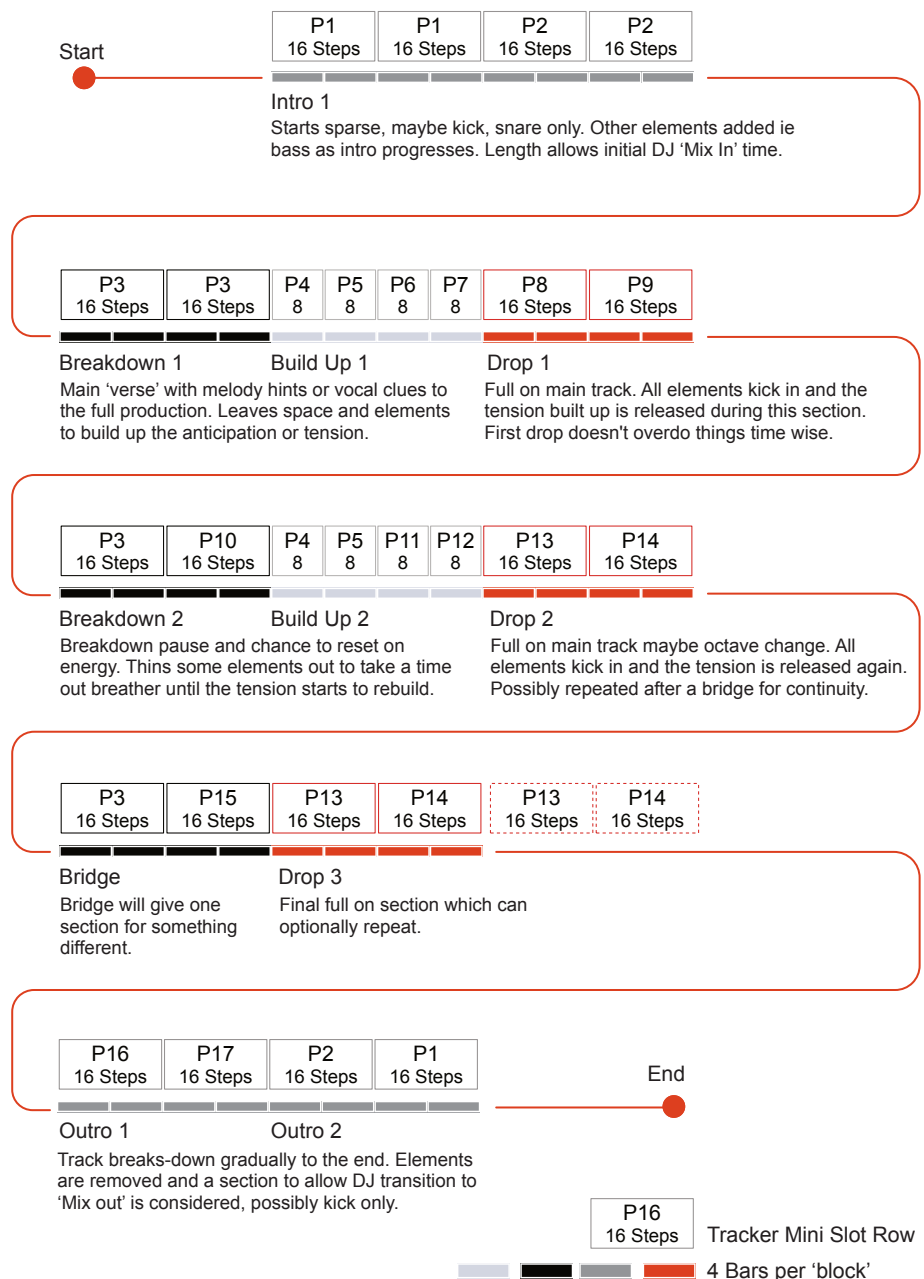 P1 P1 P2 P2
16 Steps 16 Steps 16 Steps 16 Steps
Start
Intro 1
Starts sparse, maybe kick, snare only. Other elements added ie
bass as intro progresses. Length allows initial DJ ‘Mix In’ time.
P3 P3 P4 P5 P6 P7 P8 P9
16 Steps 16 Steps 8 8 8 8 16 Steps 16 Steps
Breakdown 1 Build Up 1 Drop 1
Main ‘verse’ with melody hints or vocal clues to
the full production. Leaves space and elements
to build up the anticipation or tension.
Full on main track. All elements kick in and the
tension built up is released during this section.
First drop doesn't overdo things time wise.
P3 P10 P4 P5 P11 P12 P13 P14
16 Steps 16 Steps 8 8 8 8 16 Steps 16 Steps
Breakdown 2 Build Up 2 Drop 2
Breakdown pause and chance to reset on
energy. Thins some elements out to take a time
out breather until the tension starts to rebuild.
Full on main track maybe octave change. All
elements kick in and the tension is released again.
Possibly repeated after a bridge for continuity.
P3 P15 P13 P14 P13 P14
16 Steps 16 Steps 16 Steps 16 Steps 16 Steps 16 Steps
Bridge Drop 3
Bridge will give one
section for something
different.
Final full on section which can
optionally repeat.
P16 P17 P2 P1
16 Steps 16 Steps 16 Steps 16 Steps
End
Outro 1 Outro 2
Track breaks-down gradually to the end. Elements
are removed and a section to allow DJ transition to
‘Mix out’ is considered, possibly kick only.
P16
16 Steps Tracker Mini Slot Row
4 Bars per ‘block’